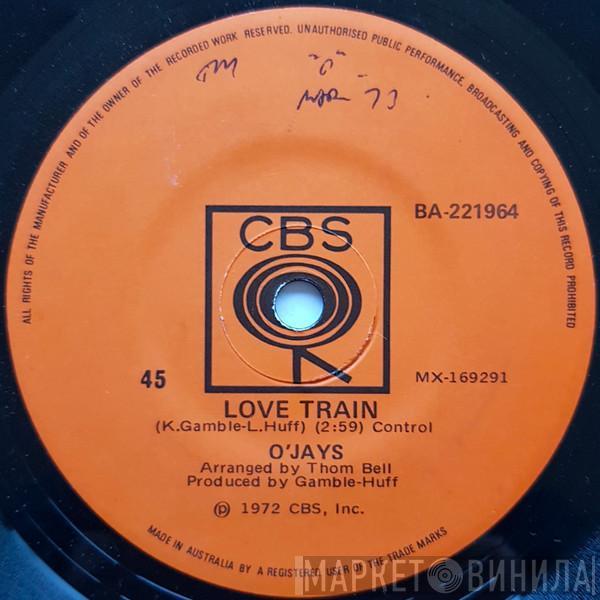 ALL RIGHTS OF THE MANUFACTURER AND OF THE OWNER OF THE RECORDED WORK RESERVED. UNAUTHORISED PUBLIC PERFORMANCE, BROADCASTING AND COPYING OF THIS RECORD PROHIBITED
"O"
MAR 73
CBS
BA-221964
45
MX-169291
LOVE TRAIN
(K.Gamble-L.Huff) (2:59) Control
O'JAYS
Arranged by Thom Bell
Produced by Gamble-Huff
℗ 1972 CBS, Inc.
MADE IN AUSTRALIA BY A REGISTERED USER OF THE TRADE MARKS
МАРКЕТ ВИНИЛА